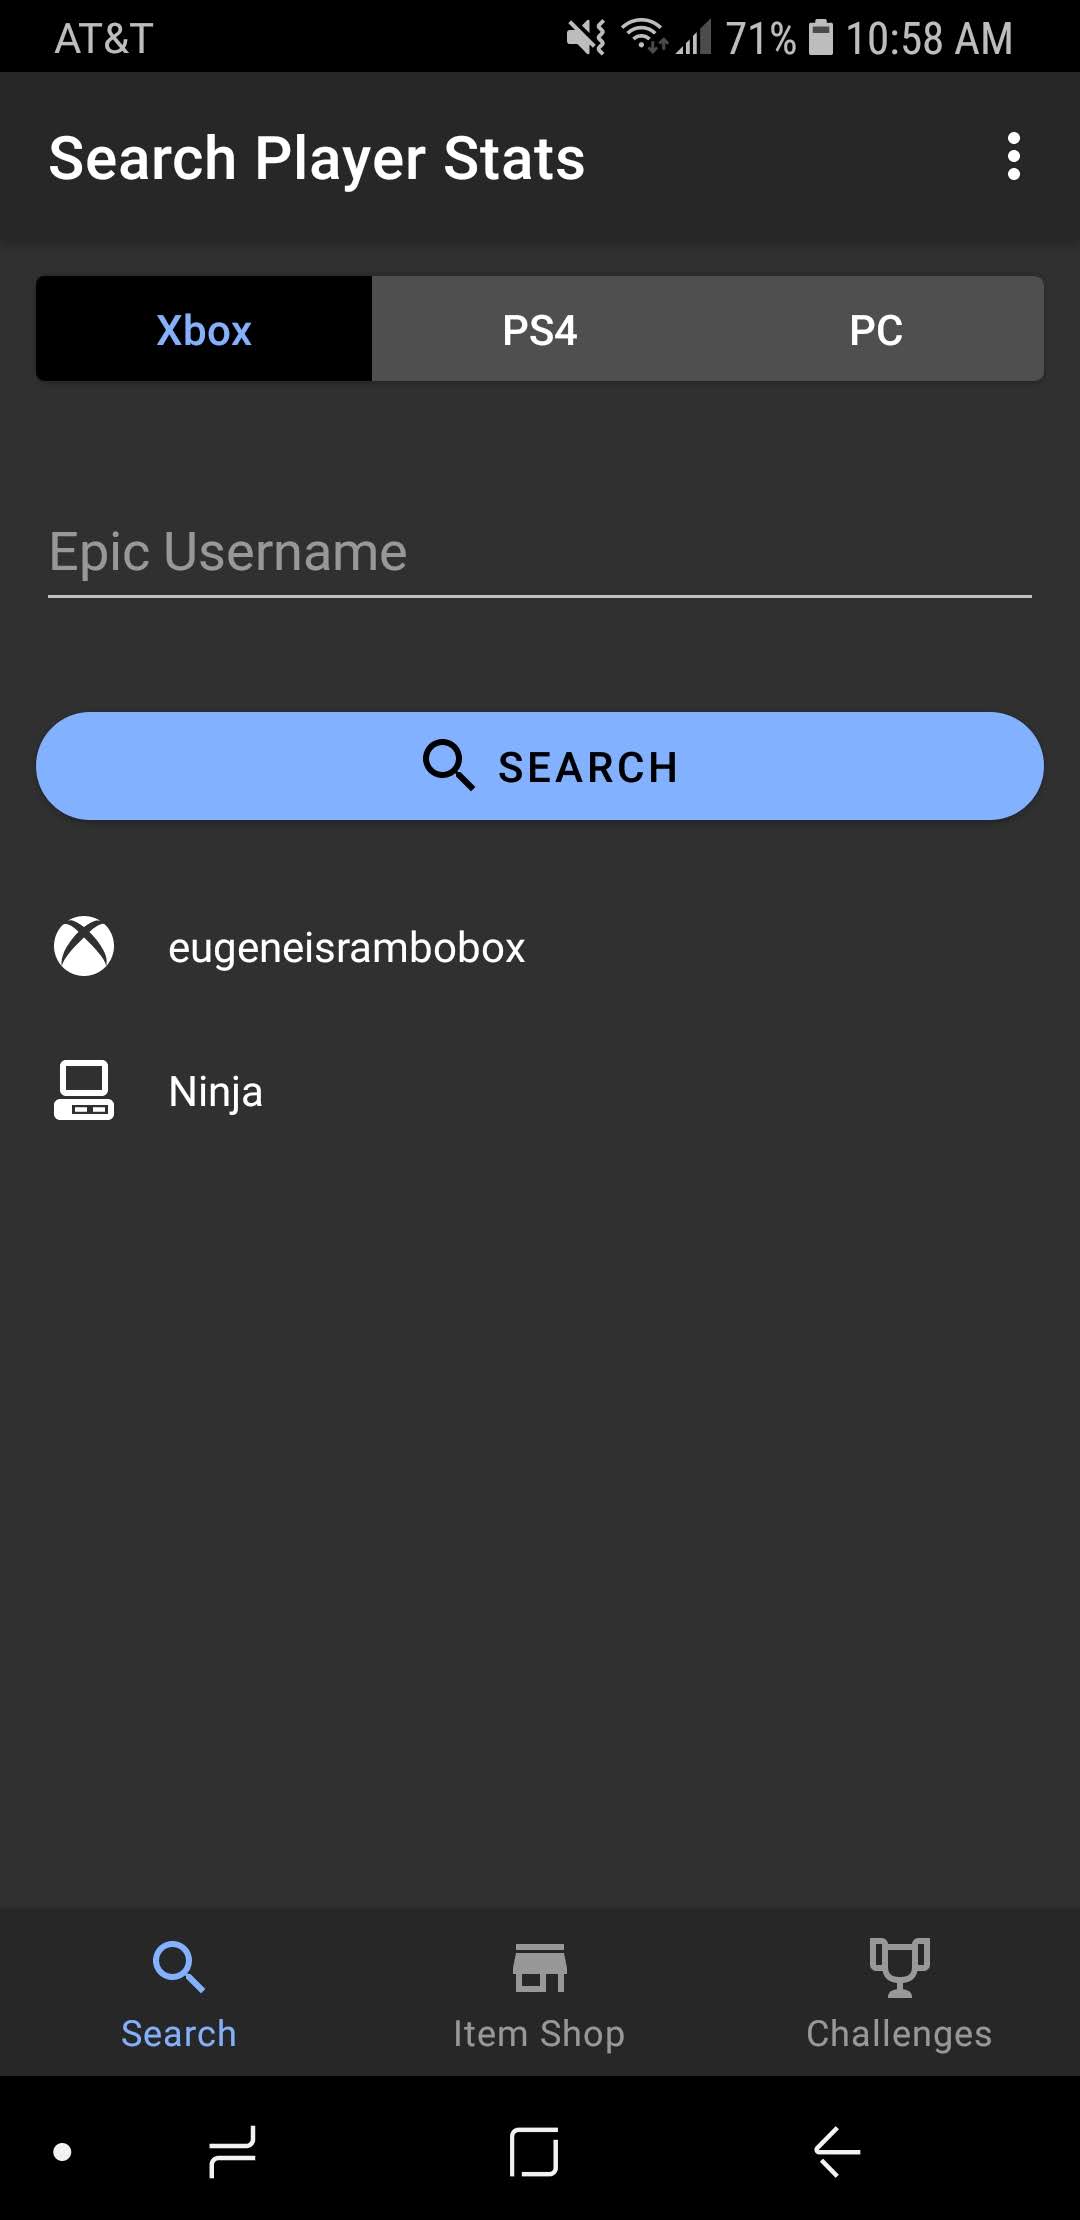 AT&T 71% 10:58 AM
Search Player Stats
Xbox PS4 PC
Epic Username
SEARCH
eugeneisrambobox
Ninja
Search Item Shop Challenges